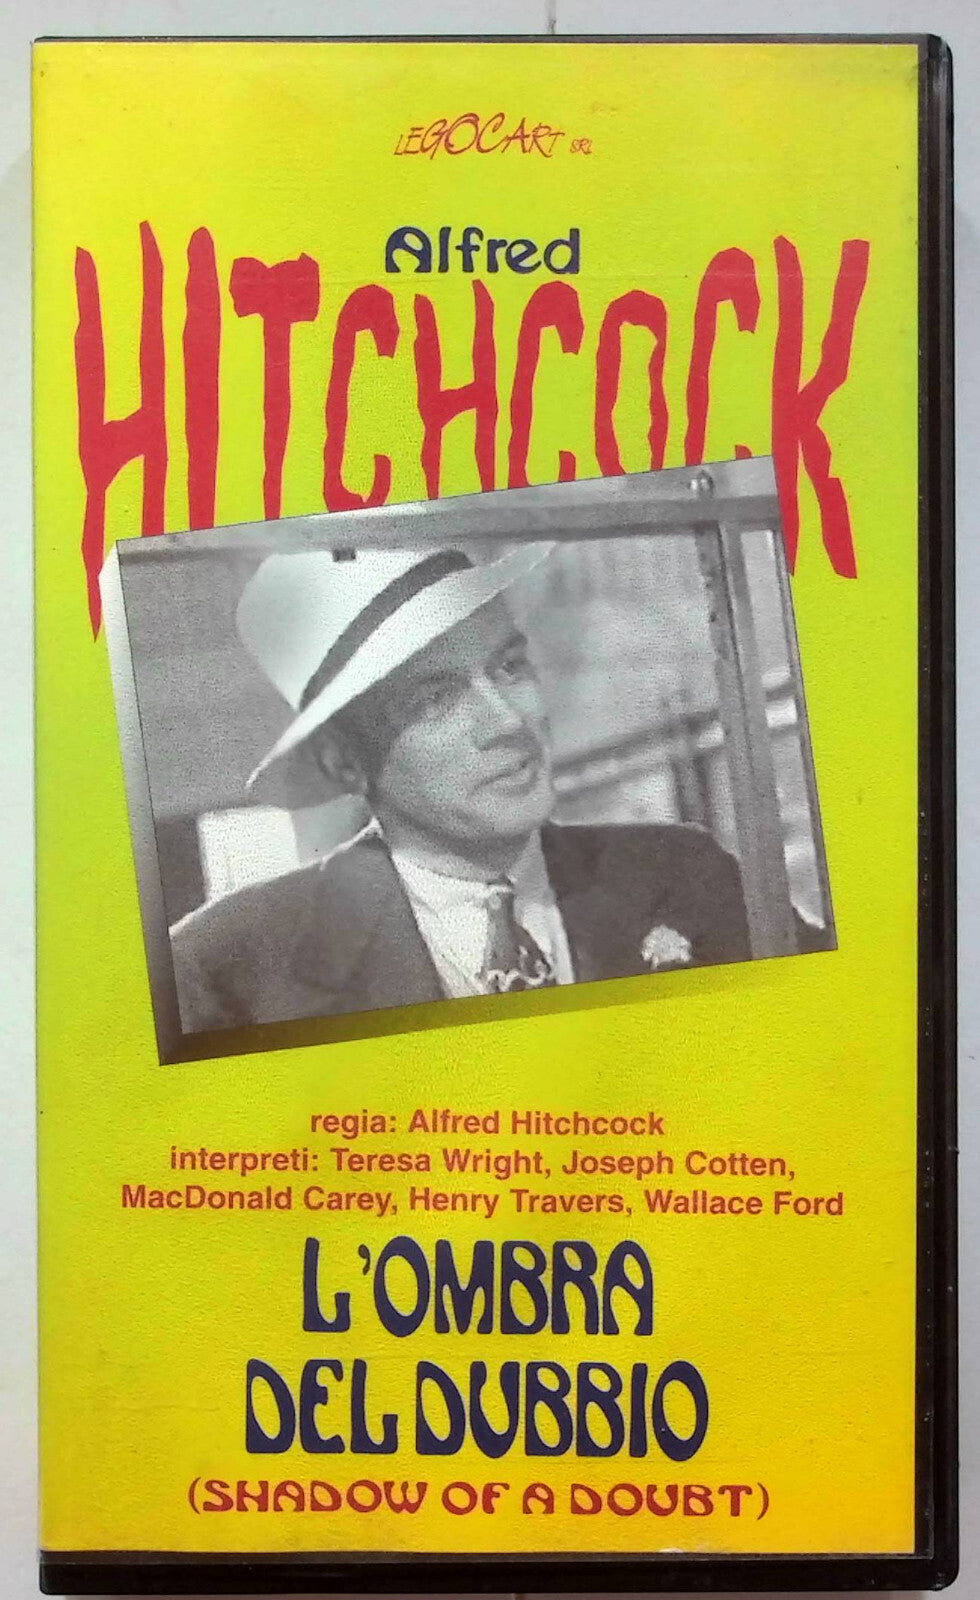 LEGOCART SRL
Alfred
HITCHCOCK
regia: Alfred Hitchcock
interpreti: Teresa Wright, Joseph Cotten,
MacDonald Carey, Henry Travers, Wallace Ford
L'OMBRA
DEL DUBBIO
(SHADOW OF A DOUBT)